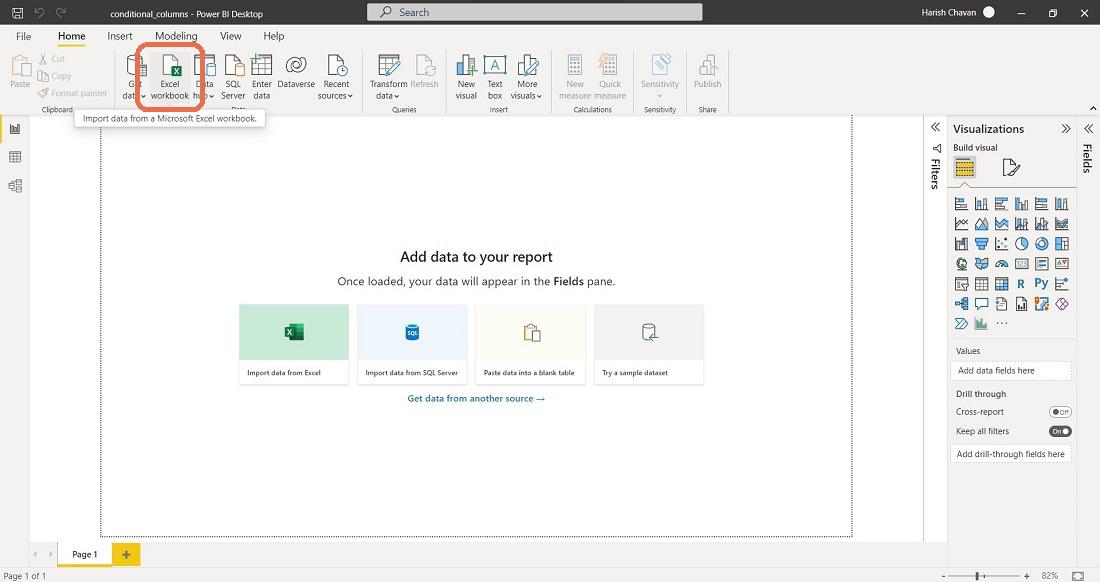 conditional_columns - Power BI Desktop
Search
Harish Chavan
File Home Insert Modeling View Help
Paste
Cut
Copy
Format painter
Clipboard
Get data
Excel workbook
Data hub
SQL Server
Enter data
Dataverse
Recent sources
Data
Transform data
Refresh
Queries
New visual
Text box
More visuals
Insert
New measure
Quick measure
Calculations
Sensitivity
Sensitivity
Publish
Share
Import data from a Microsoft Excel workbook.
Add data to your report
Once loaded, your data will appear in the Fields pane.
Import data from Excel
SQL
Import data from SQL Server
Paste data into a blank table
Try a sample dataset
Get data from another source →
Filters
Visualizations
Build visual
123
R
Py
...
Values
Add data fields here
Drill through
Cross-report
Off
Keep all filters
On
Add drill-through fields here
Fields
Page 1
+
Page 1 of 1
- + 82%